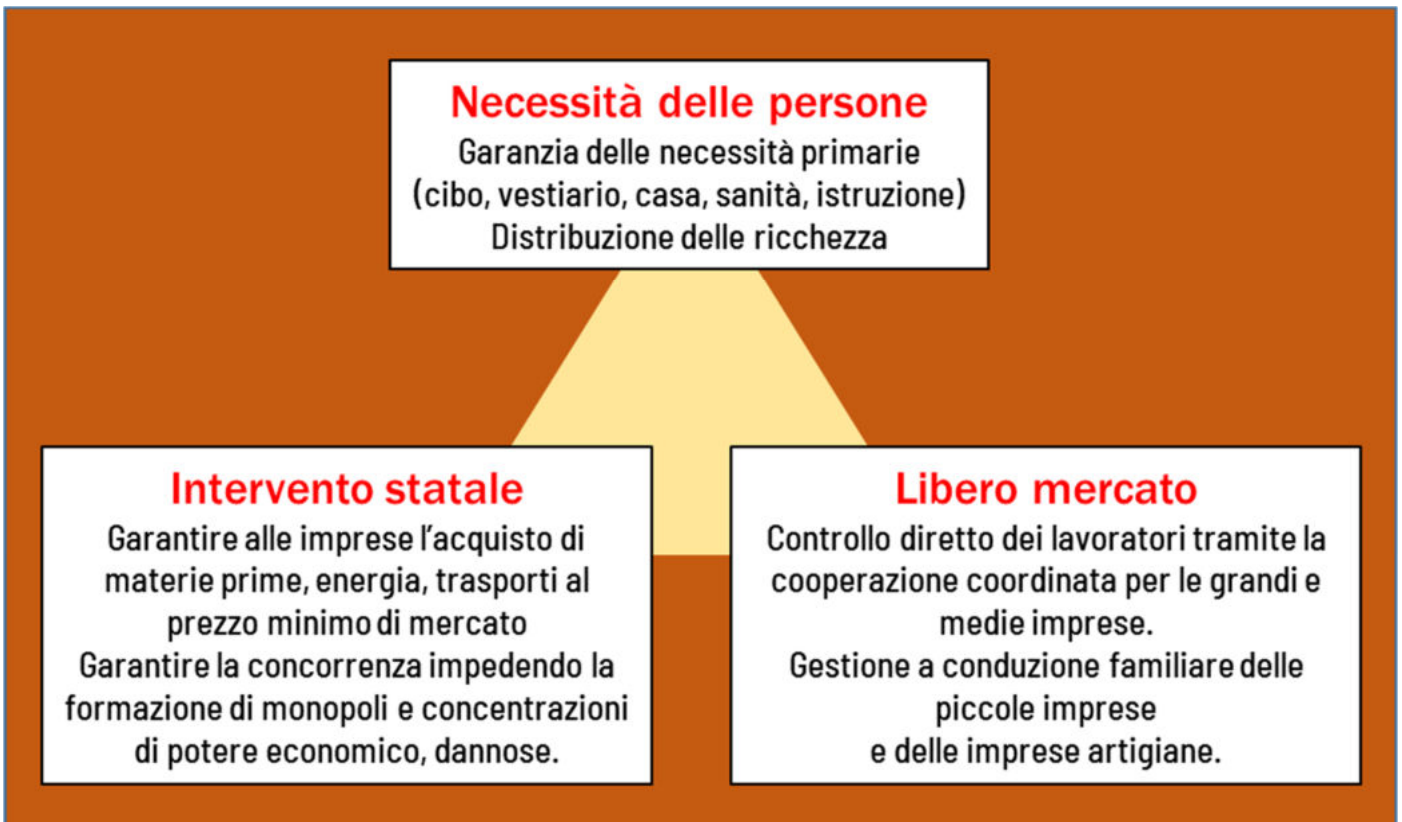 Necessità delle persone
Garanzia delle necessità primarie
(cibo, vestiario, casa, sanità, istruzione)
Distribuzione delle ricchezza
Intervento statale
Garantire alle imprese l’acquisto di
materie prime, energia, trasporti al
prezzo minimo di mercato
Garantire la concorrenza impedendo la
formazione di monopoli e concentrazioni
di potere economico, dannose.
Libero mercato
Controllo diretto dei lavoratori tramite la
cooperazione coordinata per le grandi e
medie imprese.
Gestione a conduzione familiare delle
piccole imprese
e delle imprese artigiane.